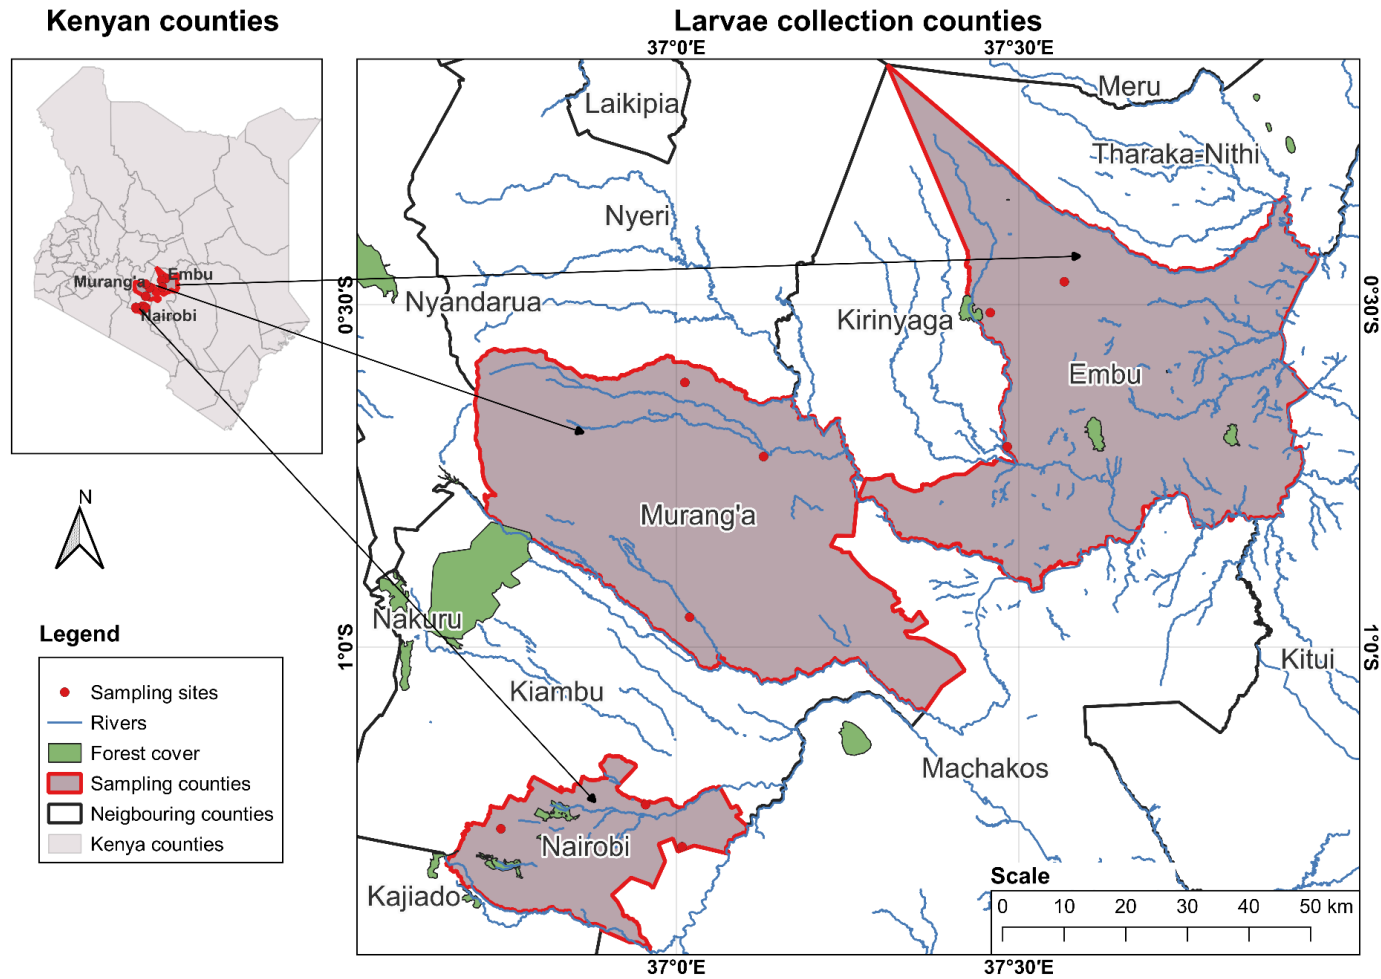 Kenyan counties
Larvae collection counties
37°0′E
37°30′E
Meru
Laikipia
Tharaka-Nithi
Nyeri
Embu
Murang'a
Nairobi
Nyandarua
Kirinyaga
0°30′S
0°30′S
Embu
Murang'a
N
Nakuru
Kiambu
1°0′S
1°0′S
Kitui
Machakos
Nairobi
Kajiado
Legend
Sampling sites
Rivers
Forest cover
Sampling counties
Neigbouring counties
Kenya counties
Scale
0 10 20 30 40 50 km
37°0′E
37°30′E